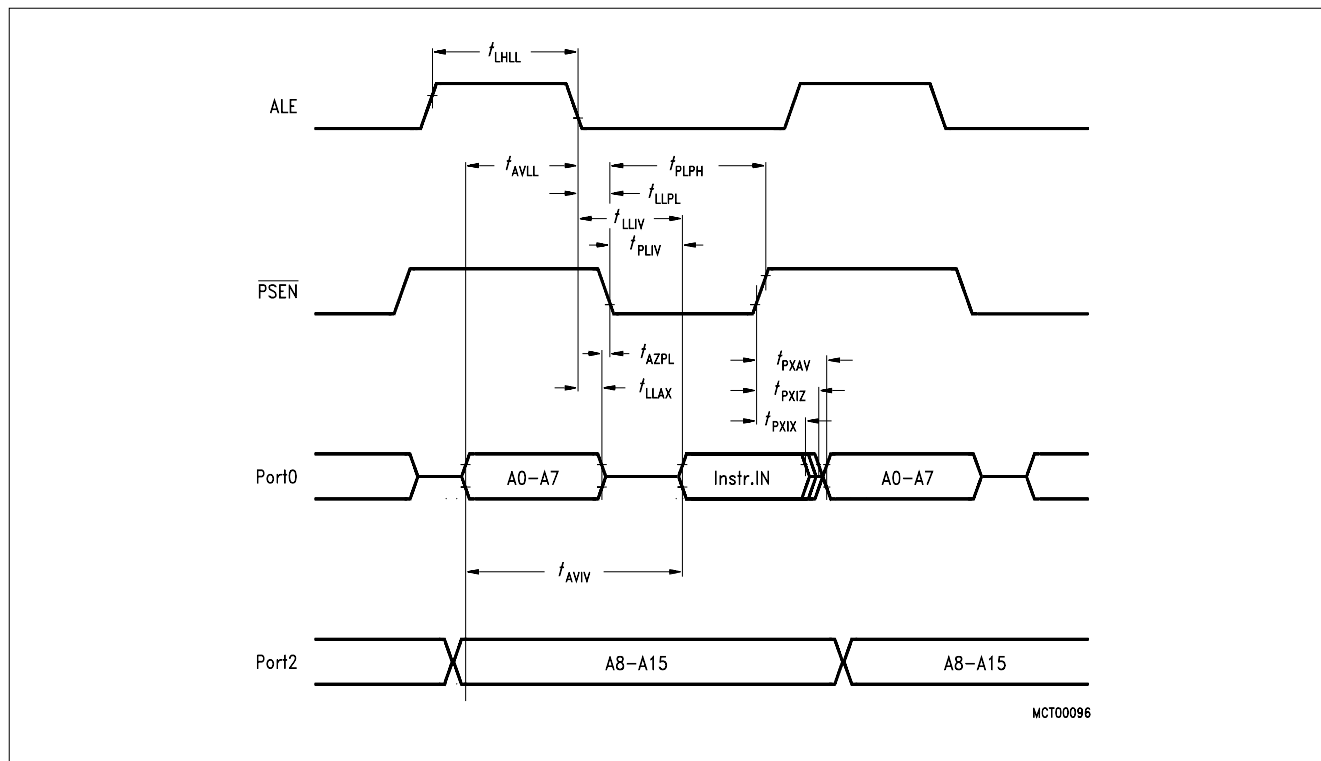 tLHLL
ALE
tAVLL
tPLPH
tLLPL
tLLIV
tPLIV
PSEN
tAZPL
tPXAV
tLLAX
tPXIZ
tPXIX
Port0
A0-A7
Instr.IN
A0-A7
tAVIV
Port2
A8-A15
A8-A15
MCT00096